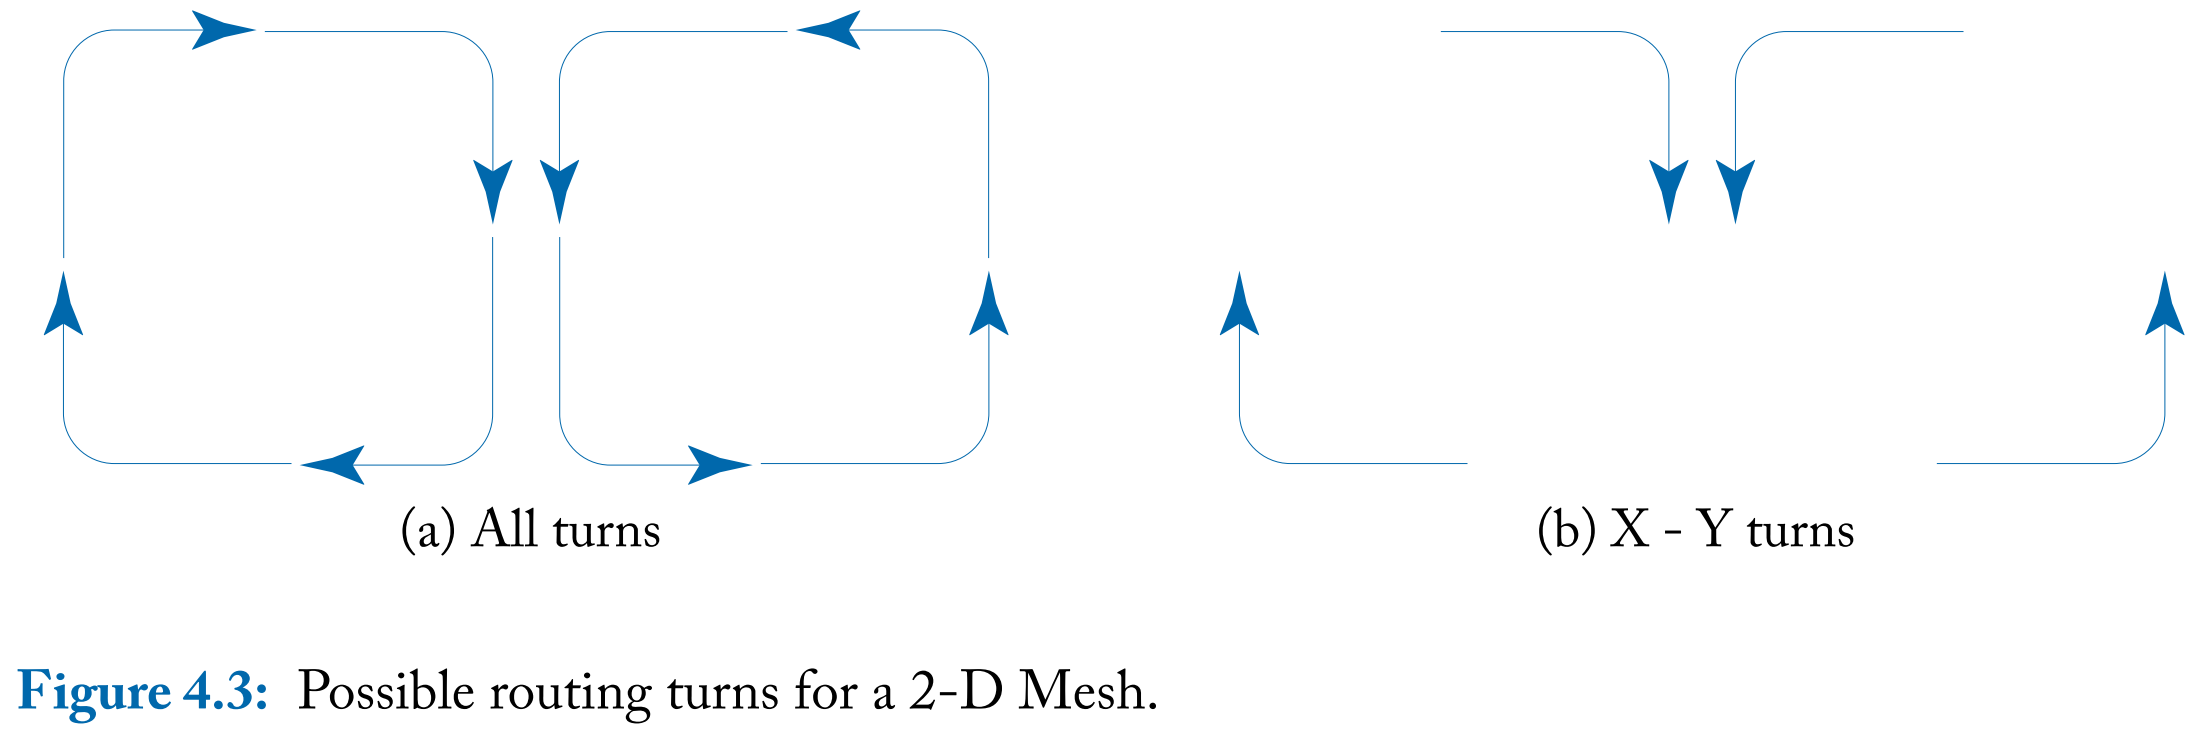 (a) All turns
(b) X - Y turns
Figure 4.3: Possible routing turns for a 2-D Mesh.